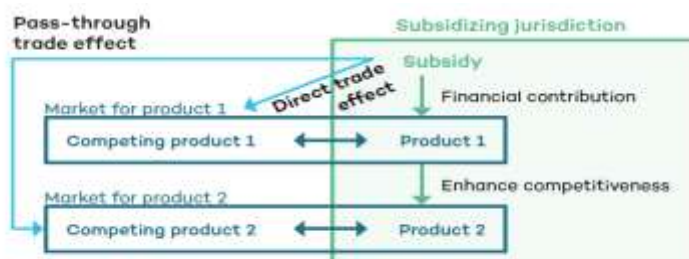 Pass-through
trade effect
Subsidizing jurisdiction
Subsidy
Direct trade
effect
Financial contribution
Market for product 1
Competing product 1
Product 1
Enhance competitiveness
Market for product 2
Competing product 2
Product 2